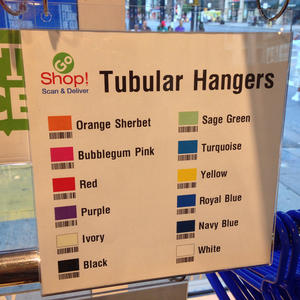 Go
Shop!
Scan & Deliver
Tubular Hangers
Orange Sherbet
Bubblegum Pink
Red
Purple
Ivory
Black
Sage Green
Turquoise
Yellow
Royal Blue
Navy Blue
White